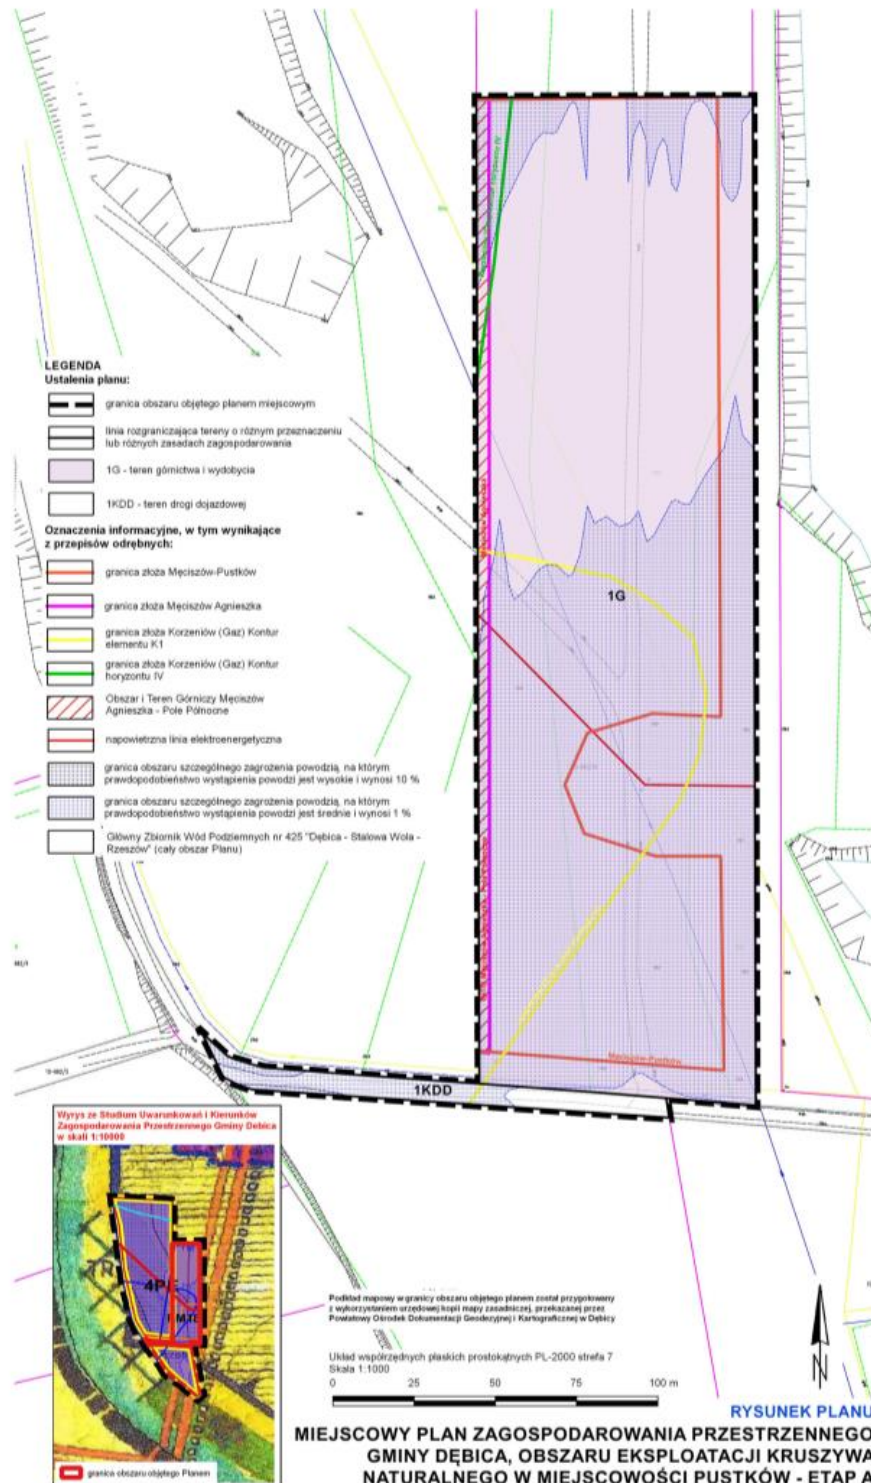 LEGENDA
Ustalenia planu:
granica obszaru objętego planem miejscowym
linia rozgraniczająca tereny o różnym przeznaczeniu
lub różnych zasadach zagospodarowania
1G - teren górnictwa i wydobycia
1KDD - teren drogi dojazdowej
Oznaczenia informacyjne, w tym wynikające
z przepisów odrębnych:
granica złoża Męciszów-Pustków
granica złoża Męciszów Agnieszka
granica złoża Korzeniów (Gaz) Kontur
elementu K1
granica złoża Korzeniów (Gaz) Kontur
horyzontu IV
Obszar i Teren Górniczy Męciszów
Agnieszka - Pole Północne
napowietrzna linia elektroenergetyczna
granica obszaru szczególnego zagrożenia powodzią, na którym
prawdopodobieństwo wystąpienia powodzi jest wysokie i wynosi 10 %
granica obszaru szczególnego zagrożenia powodzią, na którym
prawdopodobieństwo wystąpienia powodzi jest średnie i wynosi 1 %
Główny Zbiornik Wód Podziemnych nr 425 "Dębica - Stalowa Wola -
Rzeszów" (cały obszar Planu)
1G
Męciszów-Pustków
1KDD
Wyrys ze Studium Uwarunkowań i Kierunków
Zagospodarowania Przestrzennego Gminy Dębica
w skali 1:10000
granica obszaru objętego Planem
Podkład mapowy w granicy obszaru objętego planem został przygotowany
z wykorzystaniem urzędowej kopii mapy zasadniczej, przekazanej przez
Powiatowy Ośrodek Dokumentacji Geodezyjnej i Kartograficznej w Dębicy
Układ współrzędnych płaskich prostokątnych PL-2000 strefa 7
Skala 1:1000
0 25 50 75 100 m
N
RYSUNEK PLANU
MIEJSCOWY PLAN ZAGOSPODAROWANIA PRZESTRZENNEGO
GMINY DĘBICA, OBSZARU EKSPLOATACJI KRUSZYWA
NATURALNEGO W MIEJSCOWOŚCI PUSTKÓW - ETAP A